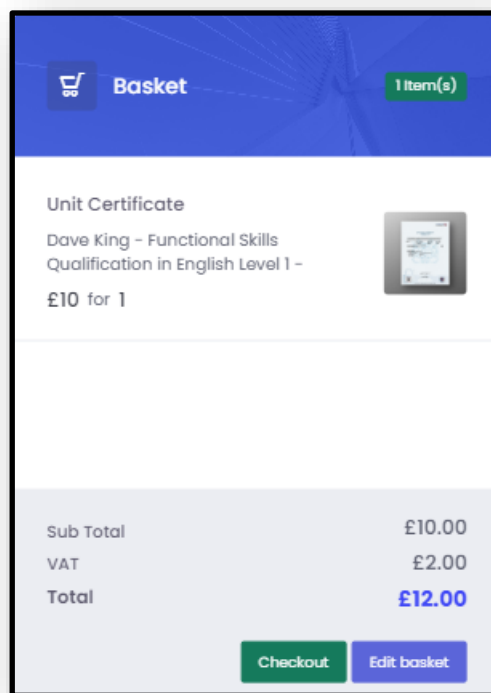 Basket
1 Item(s)
Unit Certificate
Dave King - Functional Skills
Qualification in English Level 1 -
£10 for 1
Sub Total £10.00
VAT £2.00
Total £12.00
Checkout Edit basket